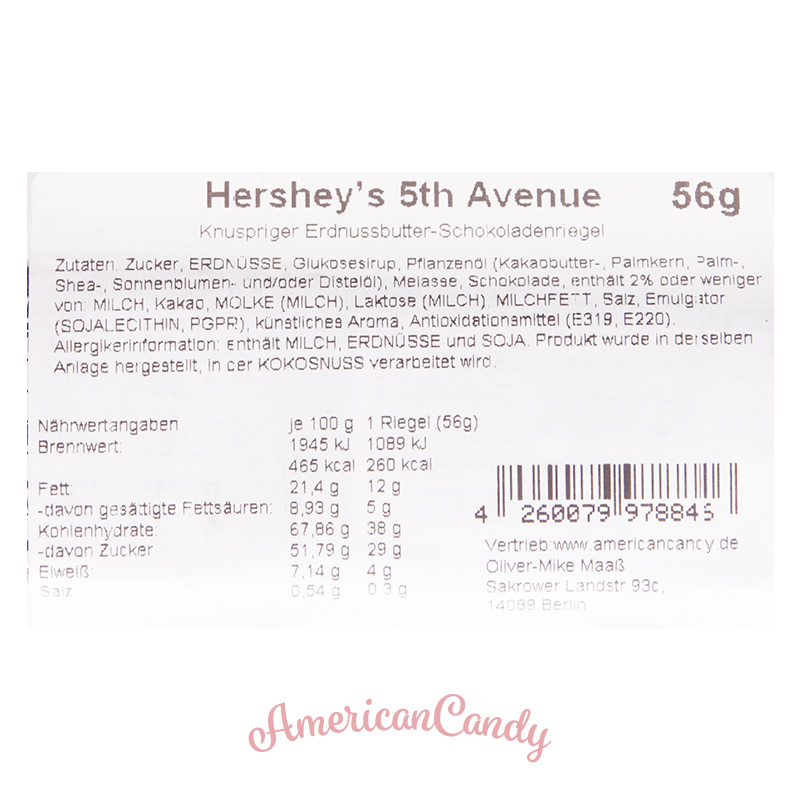 Hershey's 5th Avenue 56g
Knuspriger Erdnussbutter-Schokoladenriegel
Zutaten: Zucker, ERDNÜSSE, Glukosesirup, Pflanzenöl (Kakaobutter-, Palmkern, Palm-,
Shea-, Sonnenblumen- und/oder Distelöl), Melasse, Schokolade, enthält 2% oder weniger
von: MILCH, Kakao, MOLKE (MILCH), Laktose (MILCH) MILCHFETT, Salz, Emulgator
(SOJALECITHIN, PGPR), künstliches Aroma, Antioxidationsmittel (E319, E220).
Allergikerinformation: enthält MILCH, ERDNÜSSE und SOJA. Produkt wurde in derselben
Anlage hergestellt, in der KOKOSNUSS verarbeitet wird.
Nährwertangaben je 100 g 1 Riegel (56g)
Brennwert: 1945 kJ 1089 kJ
465 kcal 260 kcal
Fett: 21,4 g 12 g
-davon gesättigte Fettsäuren: 8,93 g 5 g
Kohlenhydrate: 67,86 g 38 g
-davon Zucker 51,79 g 29 g
Eiweiß: 7,14 g 4 g
Salz 0,54 g 0,3 g
4 260079 978845
Vertrieb:www.americancandy.de
Oliver-Mike Maaß
Sakrower Landstr 93c,
14089 Berlin
AmericanCandy